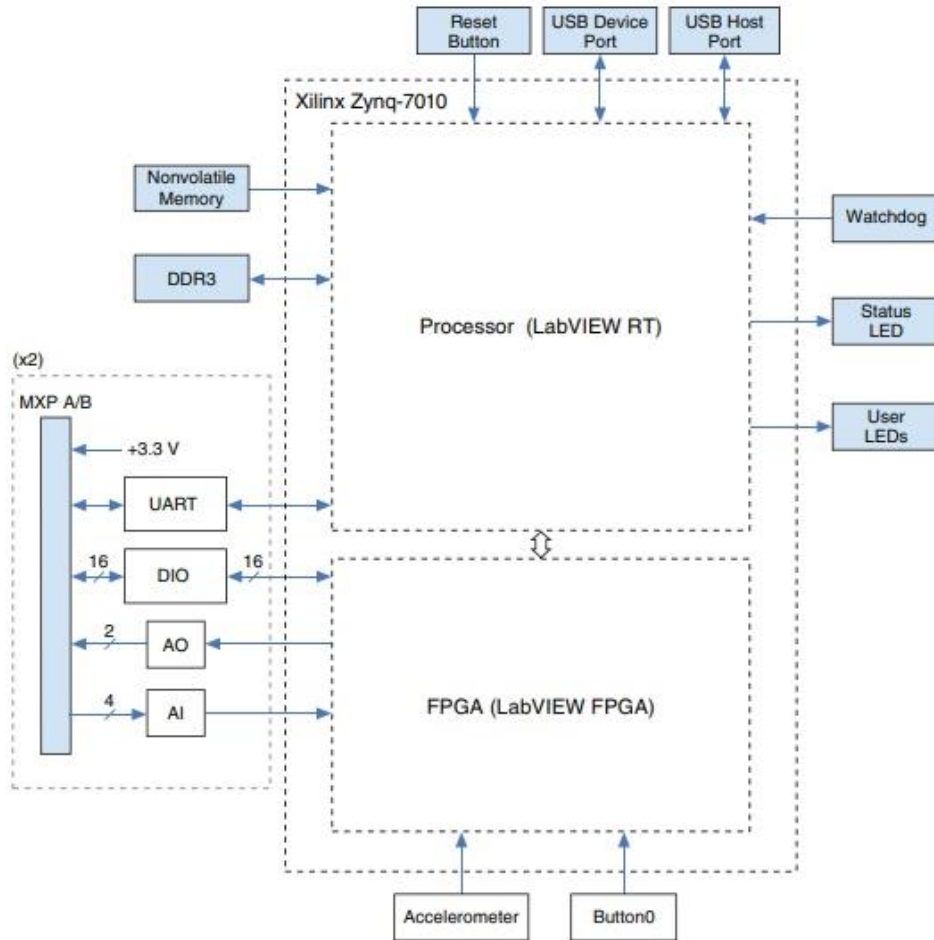 Reset
Button
USB Device
Port
USB Host
Port
Xilinx Zynq-7010
Nonvolatile
Memory
Watchdog
DDR3
Processor (LabVIEW RT)
Status
LED
(x2)
MXP A/B
User
LEDs
+3.3 V
UART
16
DIO
16
2
AO
4
AI
FPGA (LabVIEW FPGA)
Accelerometer
Button0